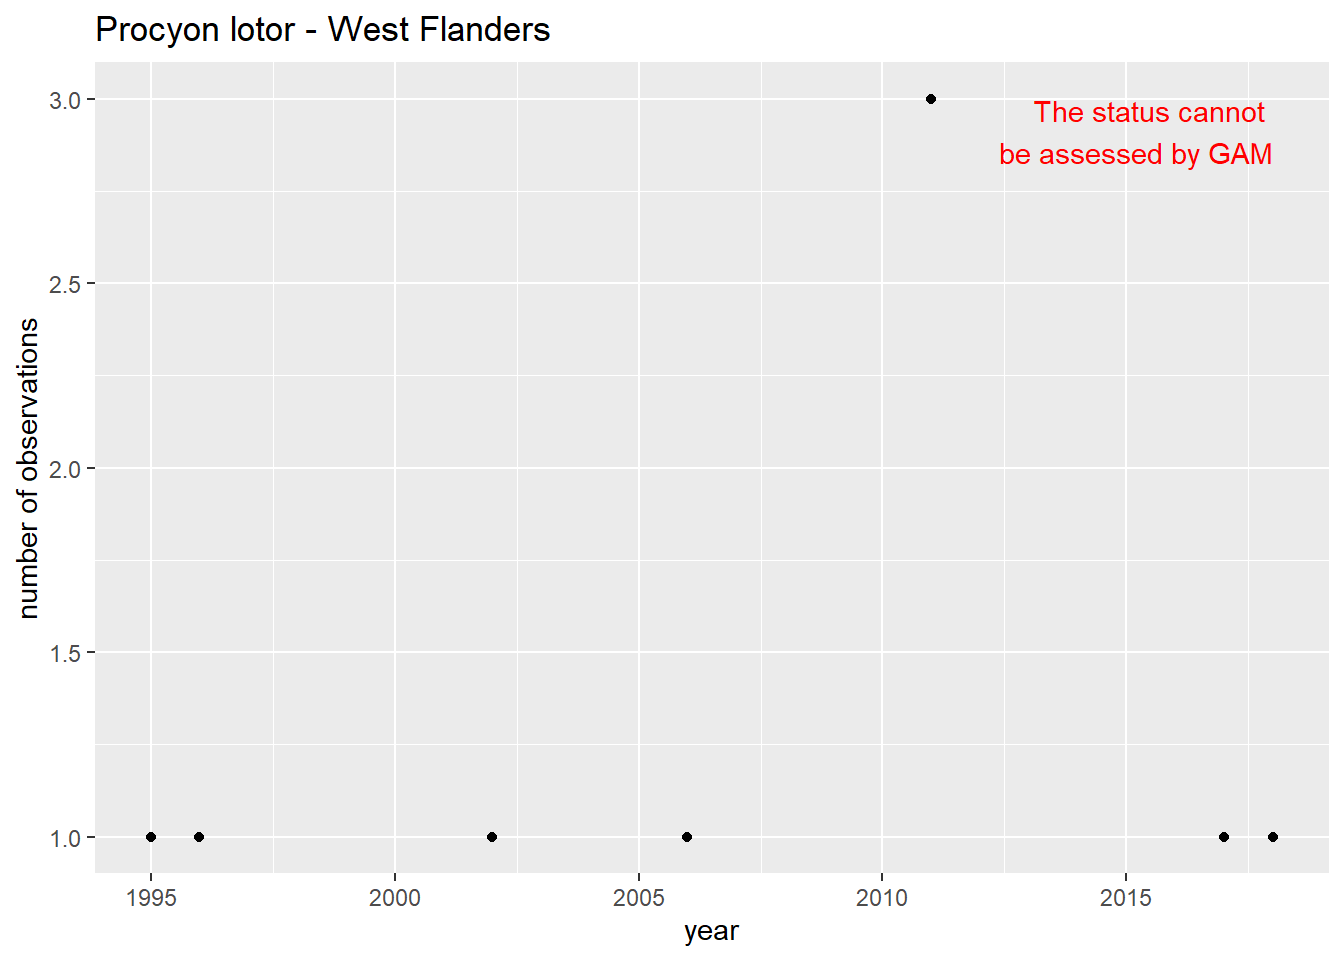 Procyon lotor - West Flanders
3.0
2.5
2.0
1.5
1.0
number of observations
The status cannot
be assessed by GAM
1995 2000 2005 2010 2015
year